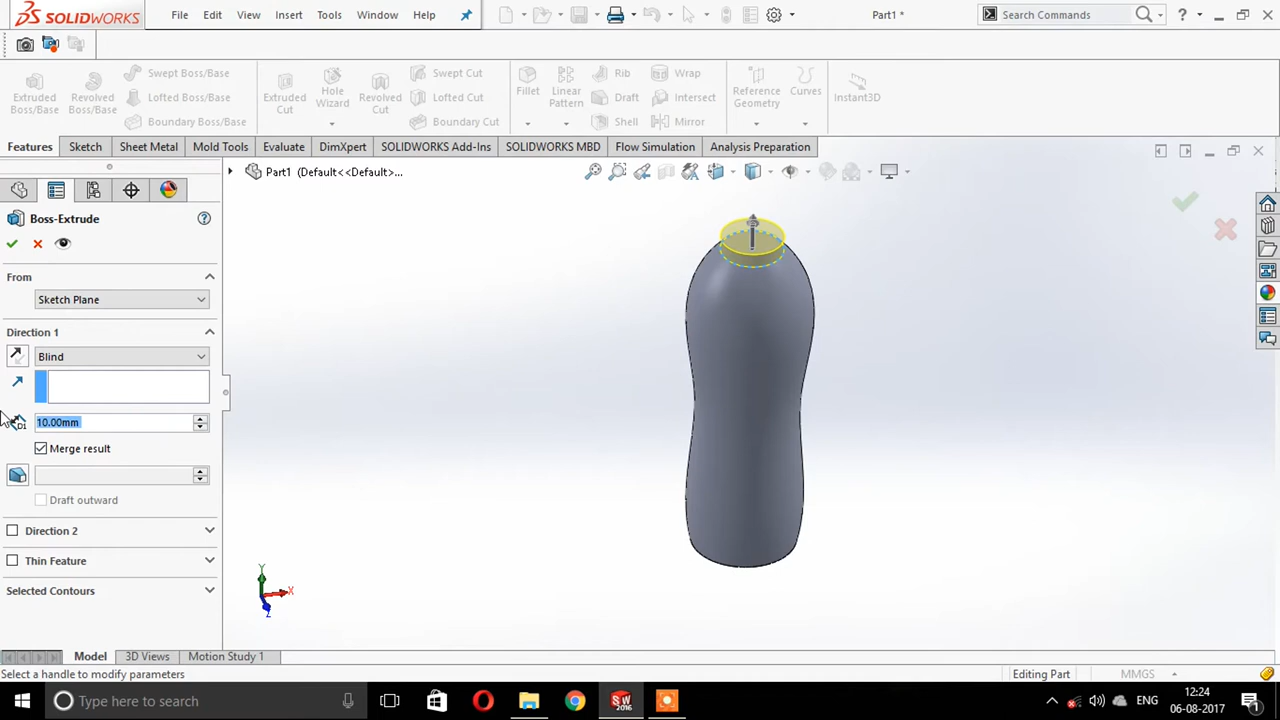 SOLIDWORKS File Edit View Insert Tools Window Help Part1 * Search Commands ?
Extruded Boss/Base
Revolved Boss/Base
Swept Boss/Base
Lofted Boss/Base
Boundary Boss/Base
Extruded Cut
Hole Wizard
Revolved Cut
Swept Cut
Lofted Cut
Boundary Cut
Fillet
Linear Pattern
Rib
Draft
Shell
Wrap
Intersect
Mirror
Reference Geometry
Curves
Instant3D
Features Sketch Sheet Metal Mold Tools Evaluate DimXpert SOLIDWORKS Add-Ins SOLIDWORKS MBD Flow Simulation Analysis Preparation
Part1 (Default<<Default>...
Boss-Extrude ?
From
Sketch Plane
Direction 1
Blind
D1 10.00mm
Merge result
Draft outward
Direction 2
Thin Feature
Selected Contours
Y
X
Z
Model 3D Views Motion Study 1
Select a handle to modify parameters Editing Part MMGS
Type here to search SW 2016 ENG 12:24
06-08-2017 1